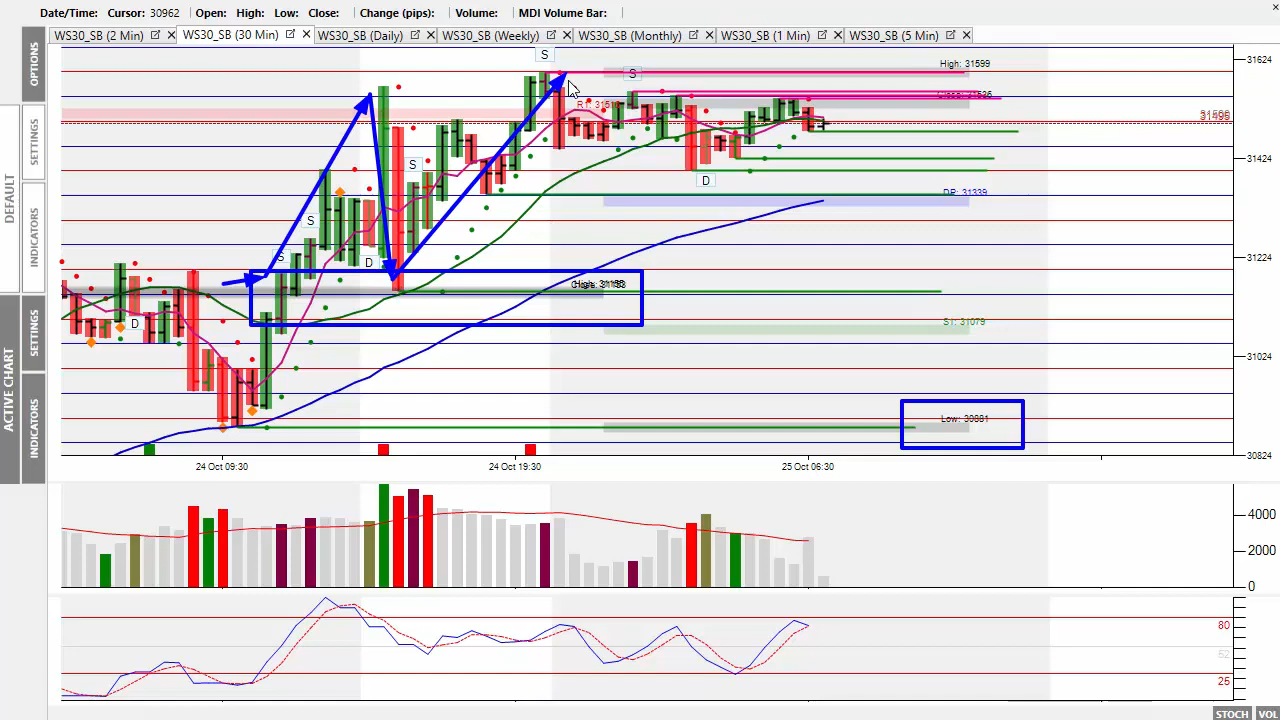 Date/Time: Cursor: 30962 Open: High: Low: Close: Change (pips): Volume: MDI Volume Bar:
WS30_SB (2 Min) WS30_SB (30 Min) WS30_SB (Daily) WS30_SB (Weekly) WS30_SB (Monthly) WS30_SB (1 Min) WS30_SB (5 Min)
OPTIONS
SETTINGS
INDICATORS
DEFAULT
SETTINGS
INDICATORS
ACTIVE CHART
S
High: 31599
31624
S
S
31424
D
DP: 31339
S
S
D
31224
D
S1: 31079
31024
Low: 30881
30824
24 Oct 09:30 24 Oct 19:30 25 Oct 06:30
4000
2000
0
80
52
25
STOCH VOL